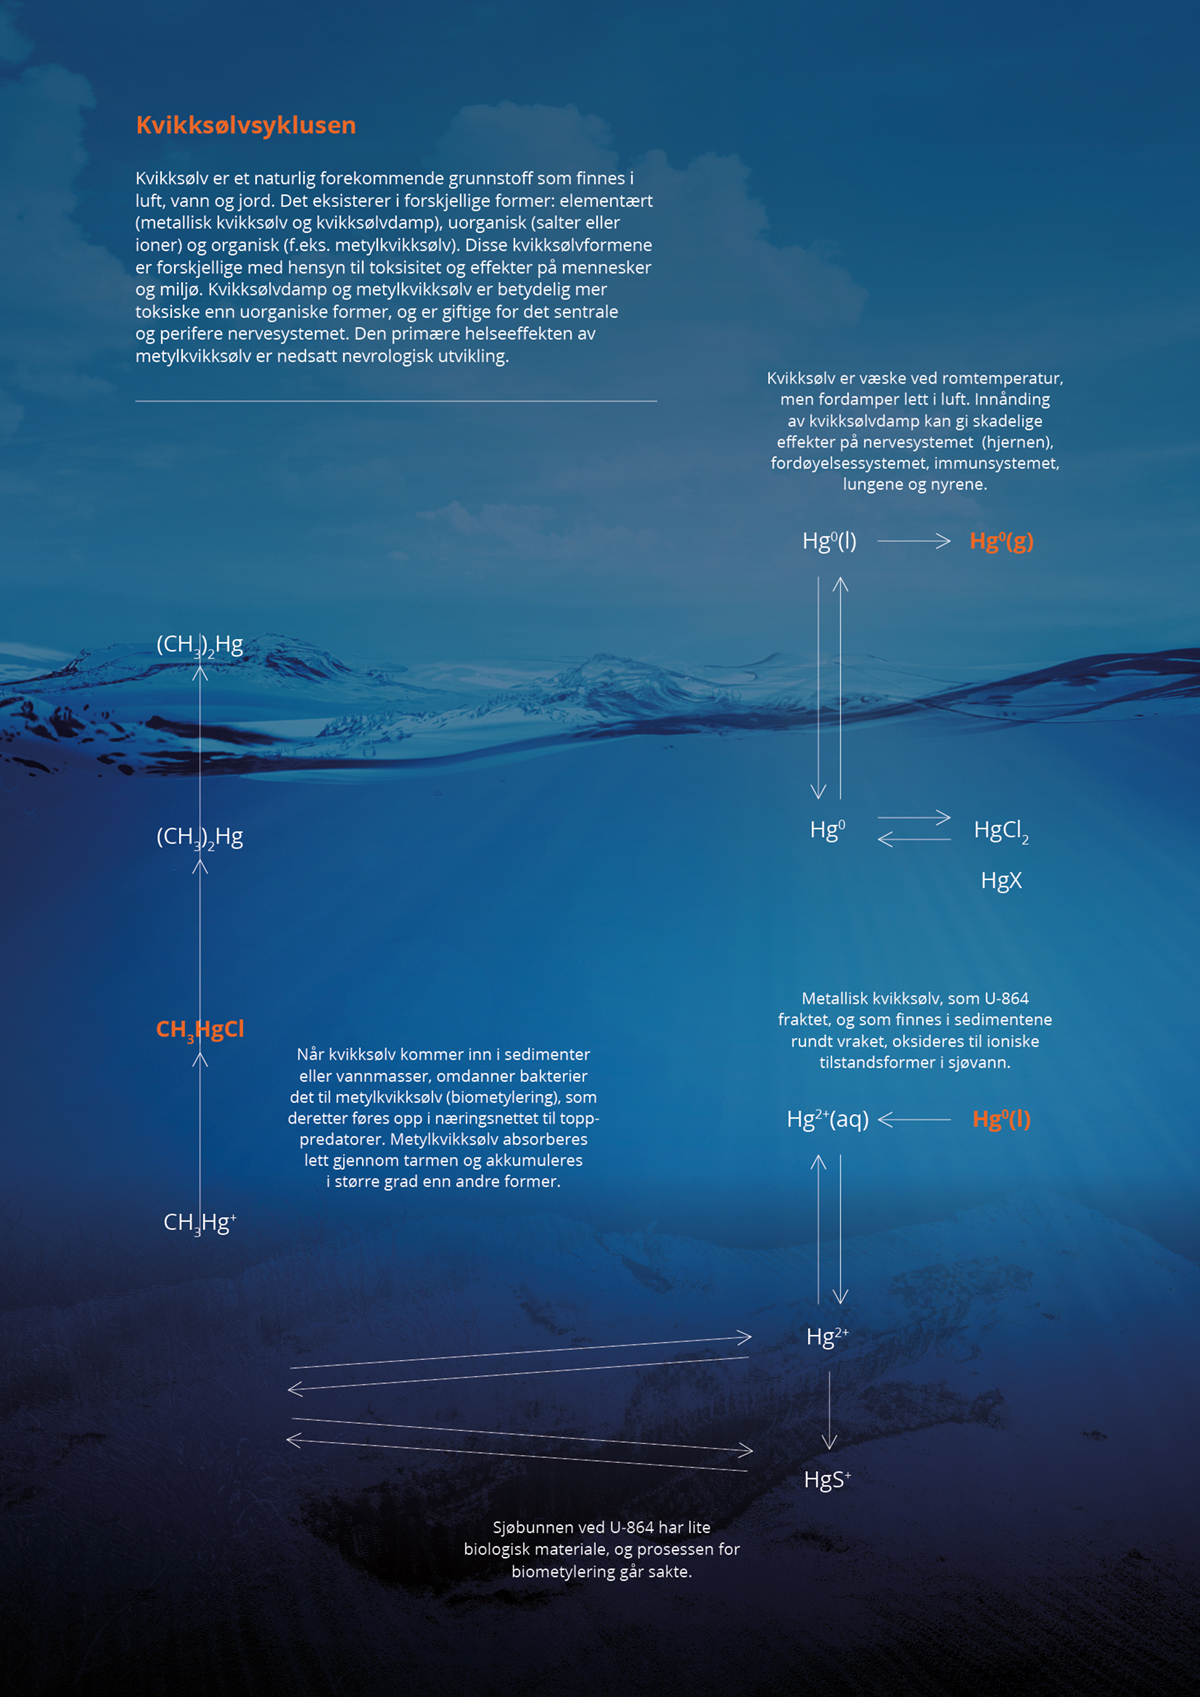 Kvikksølvsyklusen
Kvikksølv er et naturlig forekommende grunnstoff som finnes i
luft, vann og jord. Det eksisterer i forskjellige former: elementært
(metallisk kvikksølv og kvikksølvdamp), uorganisk (salter eller
ioner) og organisk (f.eks. metylkvikksølv). Disse kvikksølvformene
er forskjellige med hensyn til toksisitet og effekter på mennesker
og miljø. Kvikksølvdamp og metylkvikksølv er betydelig mer
toksiske enn uorganiske former, og er giftige for det sentrale
og perifere nervesystemet. Den primære helseeffekten av
metylkvikksølv er nedsatt nevrologisk utvikling.
Kvikksølv er væske ved romtemperatur,
men fordamper lett i luft. Innånding
av kvikksølvdamp kan gi skadelige
effekter på nervesystemet (hjernen),
fordøyelsessystemet, immunsystemet,
lungene og nyrene.
Hg⁰(l)
Hg⁰(g)
(CH₃)₂Hg
(CH₃)₂Hg
Hg⁰
HgCl₂
HgX
CH₃HgCl
Når kvikksølv kommer inn i sedimenter
eller vannmasser, omdanner bakterier
det til metylkvikksølv (biometylering), som
deretter føres opp i næringsnettet til topp-
predatorer. Metylkvikksølv absorberes
lett gjennom tarmen og akkumuleres
i større grad enn andre former.
Metallisk kvikksølv, som U-864
fraktet, og som finnes i sedimentene
rundt vraket, oksideres til ioniske
tilstandsformer i sjøvann.
Hg²⁺(aq)
Hg⁰(l)
CH₃Hg⁺
Hg²⁺
HgS⁺
Sjøbunnen ved U-864 har lite
biologisk materiale, og prosessen for
biometylering går sakte.